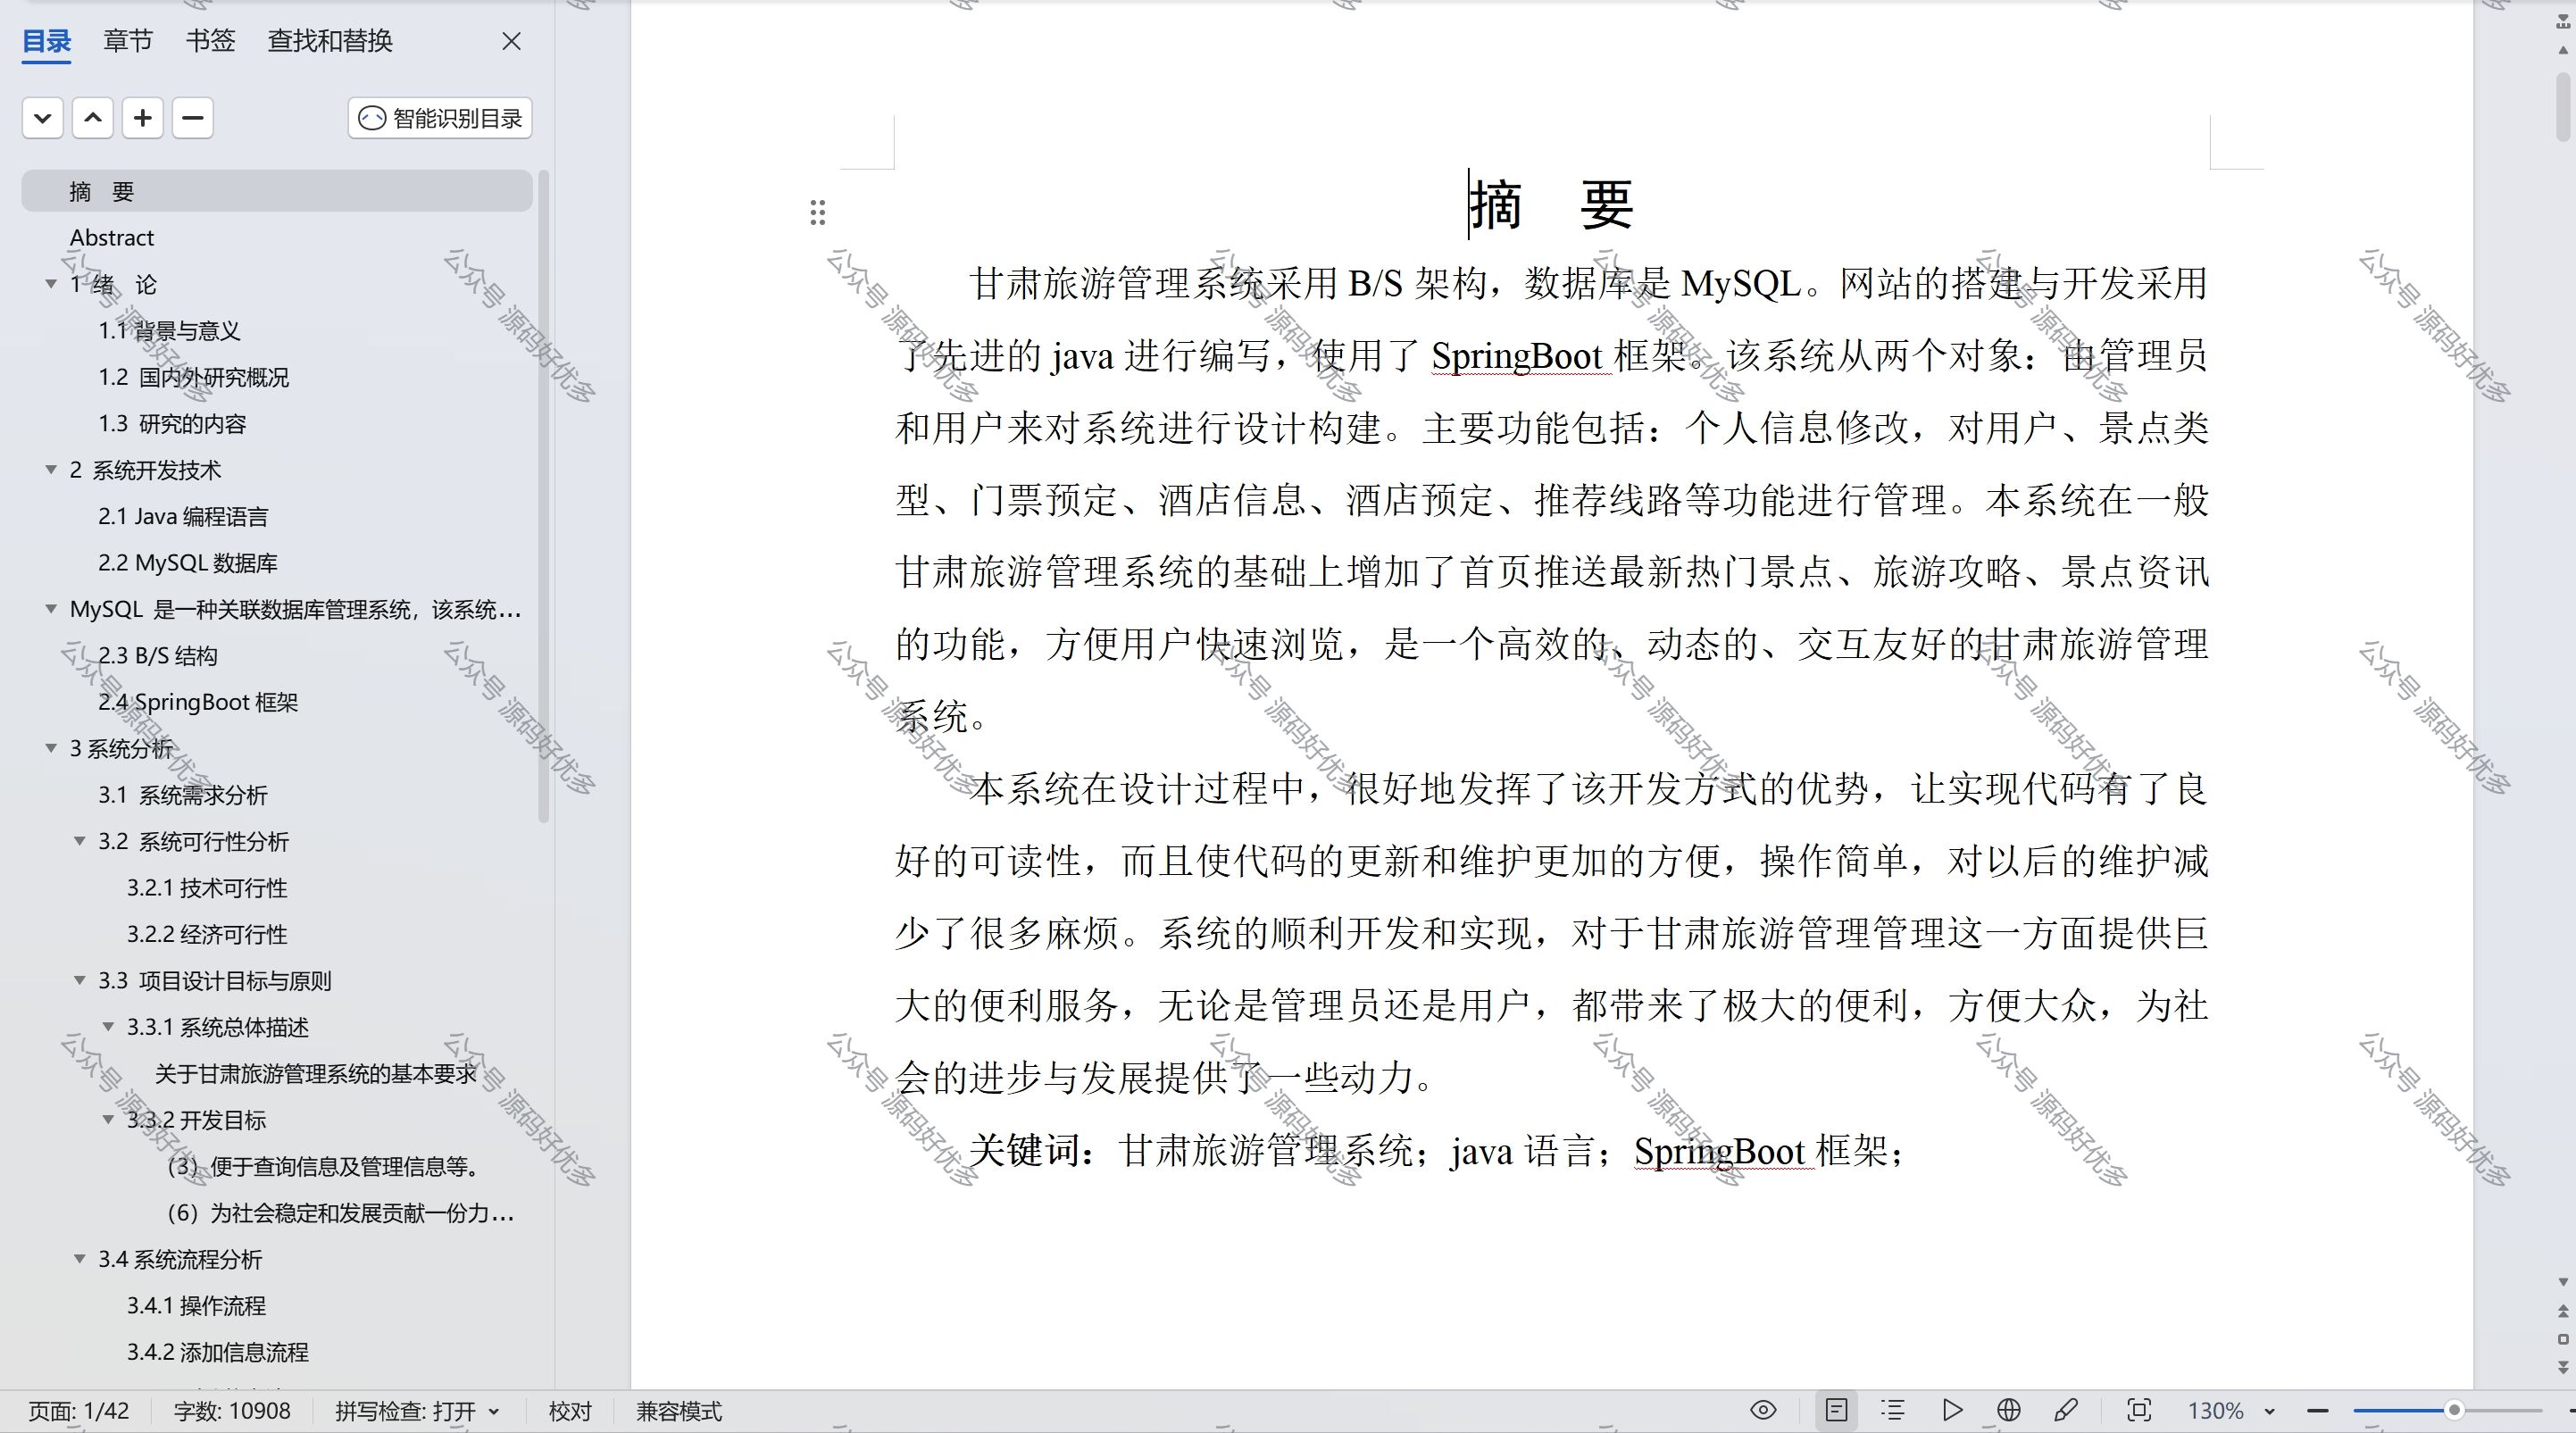 目录 章节 书签 查找和替换
智能识别目录
摘 要
Abstract
1 绪 论
1.1 背景与意义
1.2 国内外研究概况
1.3 研究的内容
2 系统开发技术
2.1 Java 编程语言
2.2 MySQL 数据库
MySQL 是一种关联数据库管理系统，该系统...
2.3 B/S 结构
2.4 SpringBoot 框架
3 系统分析
3.1 系统需求分析
3.2 系统可行性分析
3.2.1 技术可行性
3.2.2 经济可行性
3.3 项目设计目标与原则
3.3.1 系统总体描述
关于甘肃旅游管理系统的基本要求
3.3.2 开发目标
（3）便于查询信息及管理信息等。
（6）为社会稳定和发展贡献一份力...
3.4 系统流程分析
3.4.1 操作流程
3.4.2 添加信息流程
摘 要
甘肃旅游管理系统采用 B/S 架构，数据库是 MySQL。网站的搭建与开发采用
了先进的 java 进行编写，使用了 SpringBoot 框架。该系统从两个对象：由管理员
和用户来对系统进行设计构建。主要功能包括：个人信息修改，对用户、景点类
型、门票预定、酒店信息、酒店预定、推荐线路等功能进行管理。本系统在一般
甘肃旅游管理系统的基础上增加了首页推送最新热门景点、旅游攻略、景点资讯
的功能，方便用户快速浏览，是一个高效的、动态的、交互友好的甘肃旅游管理
系统。
本系统在设计过程中，很好地发挥了该开发方式的优势，让实现代码有了良
好的可读性，而且使代码的更新和维护更加的方便，操作简单，对以后的维护减
少了很多麻烦。系统的顺利开发和实现，对于甘肃旅游管理管理这一方面提供巨
大的便利服务，无论是管理员还是用户，都带来了极大的便利，方便大众，为社
会的进步与发展提供了一些动力。
关键词：甘肃旅游管理系统；java 语言；SpringBoot 框架；
页面: 1/42 字数: 10908 拼写检查: 打开 校对 兼容模式 130%
公众号 源码好优多